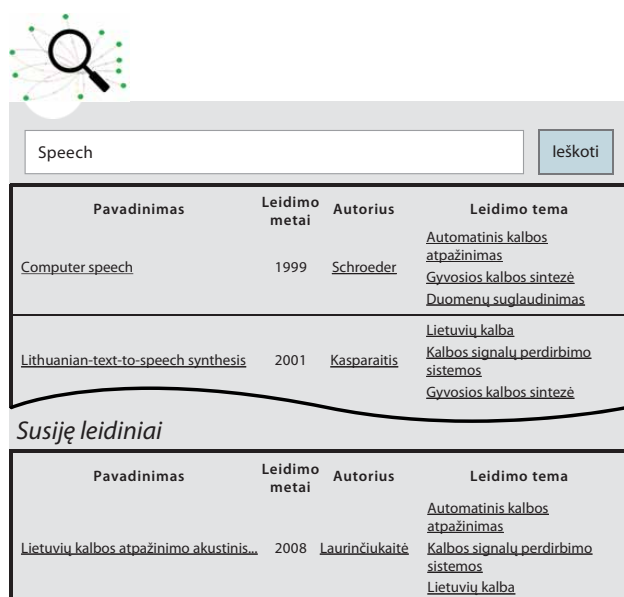 Speech
Ieškoti
Pavadinimas
Leidimo
metai
Autorius
Leidimo tema
Computer speech
1999
Schroeder
Automatinis kalbos
atpažinimas
Gyvosios kalbos sintezė
Duomenų suglaudinimas
Lithuanian-text-to-speech synthesis
2001
Kasparaitis
Lietuvių kalba
Kalbos signalų perdirbimo
sistemos
Gyvosios kalbos sintezė
Susiję leidiniai
Pavadinimas
Leidimo
metai
Autorius
Leidimo tema
Lietuvių kalbos atpažinimo akustinis...
2008
Laurinčiukaitė
Automatinis kalbos
atpažinimas
Kalbos signalų perdirbimo
sistemos
Lietuvių kalba